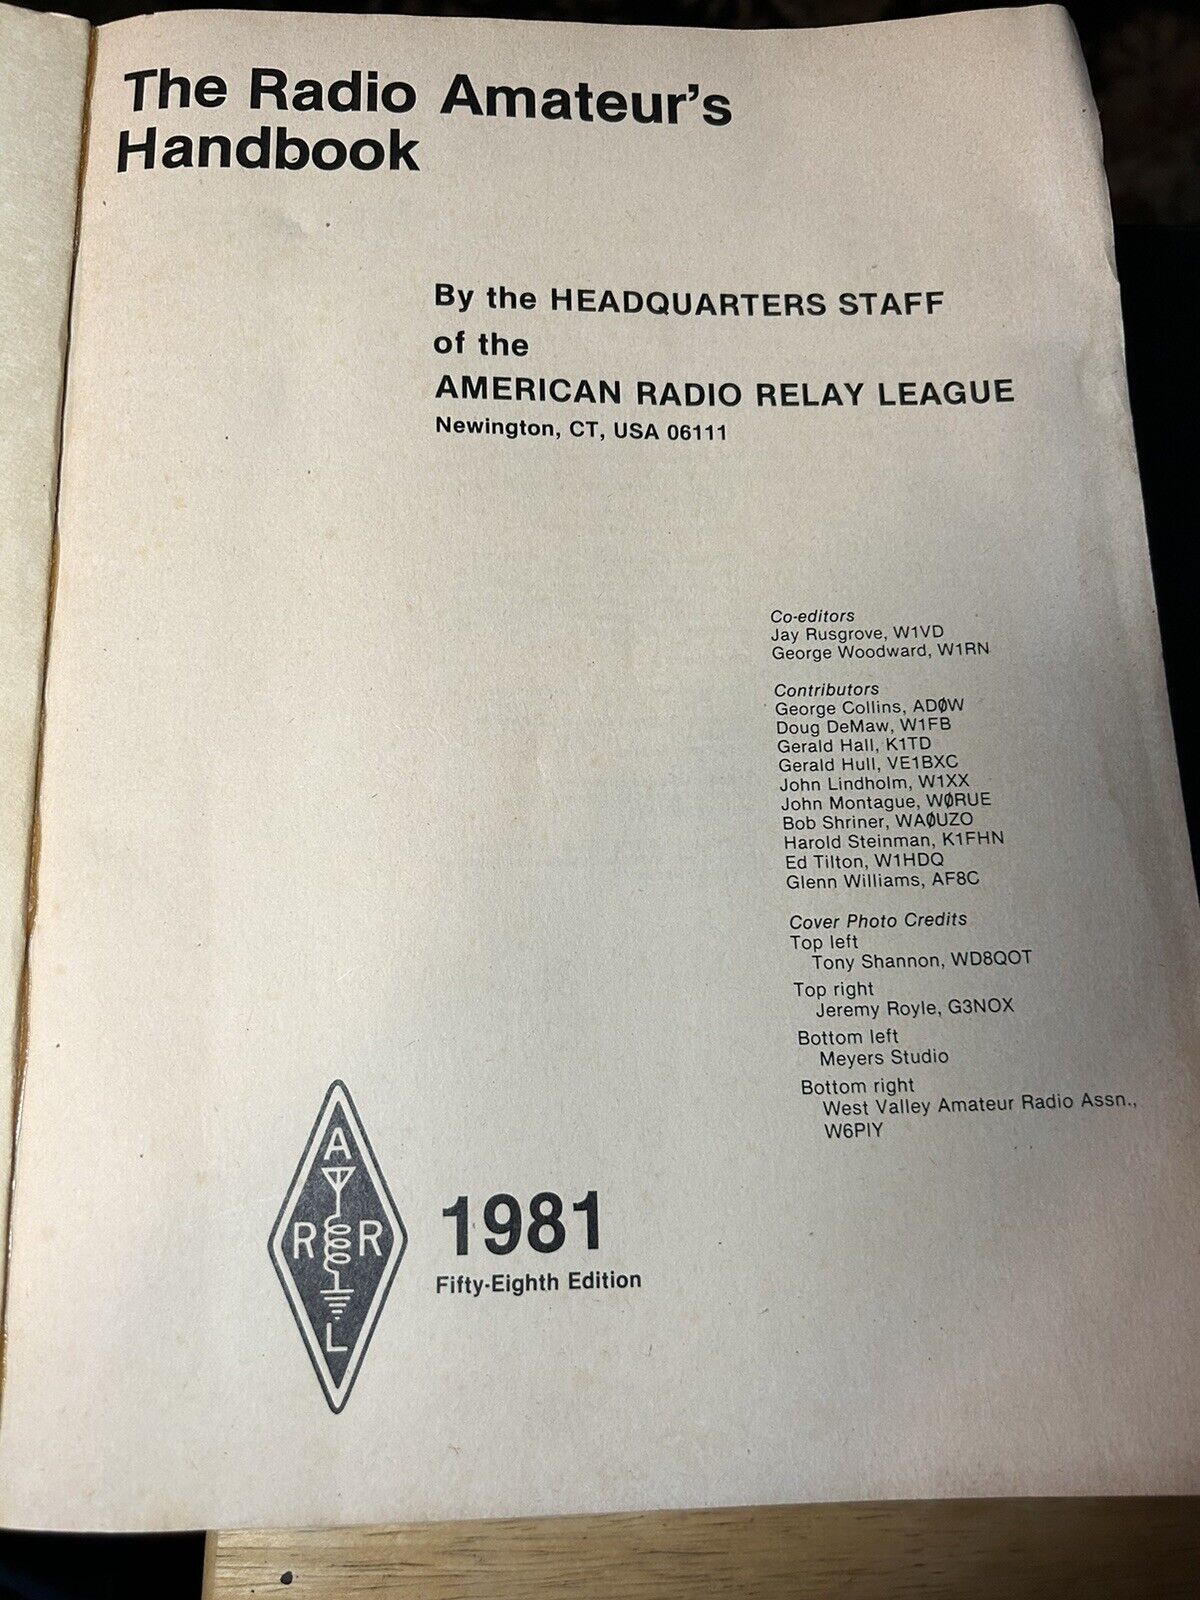 The Radio Amateur's
Handbook
By the HEADQUARTERS STAFF
of the
AMERICAN RADIO RELAY LEAGUE
Newington, CT, USA 06111
Co-editors
Jay Rusgrove, W1VD
George Woodward, W1RN
Contributors
George Collins, ADØW
Doug DeMaw, W1FB
Gerald Hall, K1TD
Gerald Hull, VE1BXC
John Lindholm, W1XX
John Montague, WØRUE
Bob Shriner, WAØUZO
Harold Steinman, K1FHN
Ed Tilton, W1HDQ
Glenn Williams, AF8C
Cover Photo Credits
Top left
Tony Shannon, WD8QOT
Top right
Jeremy Royle, G3NOX
Bottom left
Meyers Studio
Bottom right
West Valley Amateur Radio Assn.,
W6PIY
A
R R
L
1981
Fifty-Eighth Edition